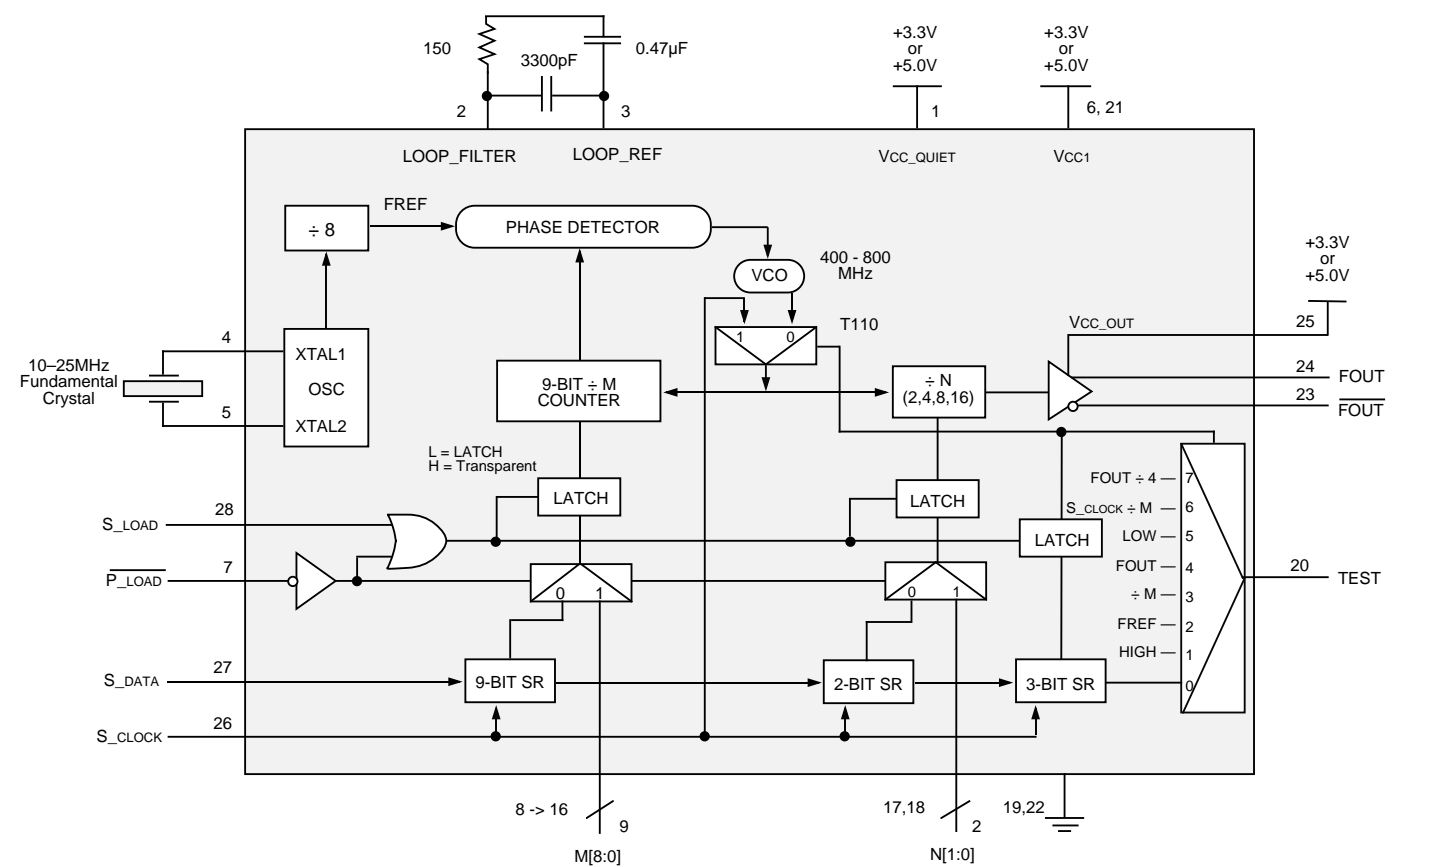 150
3300pF
0.47µF
2
3
+3.3V
or
+5.0V
1
+3.3V
or
+5.0V
6, 21
LOOP_FILTER
LOOP_REF
VCC_QUIET
VCC1
÷ 8
FREF
PHASE DETECTOR
VCO
400 - 800
MHz
1
0
T110
+3.3V
or
+5.0V
VCC_OUT
25
4
10–25MHz
Fundamental
Crystal
5
XTAL1
OSC
XTAL2
9-BIT ÷ M
COUNTER
÷ N
(2,4,8,16)
24
FOUT
23
FOUT
L = LATCH
H = Transparent
LATCH
LATCH
LATCH
S_LOAD
28
P_LOAD
7
0
1
0
1
FOUT ÷ 4 — 7
S_CLOCK ÷ M — 6
LOW — 5
FOUT — 4
÷ M — 3
FREF — 2
HIGH — 1
0
20
TEST
S_DATA
27
9-BIT SR
2-BIT SR
3-BIT SR
S_CLOCK
26
8 -> 16
9
M[8:0]
17,18
2
N[1:0]
19,22